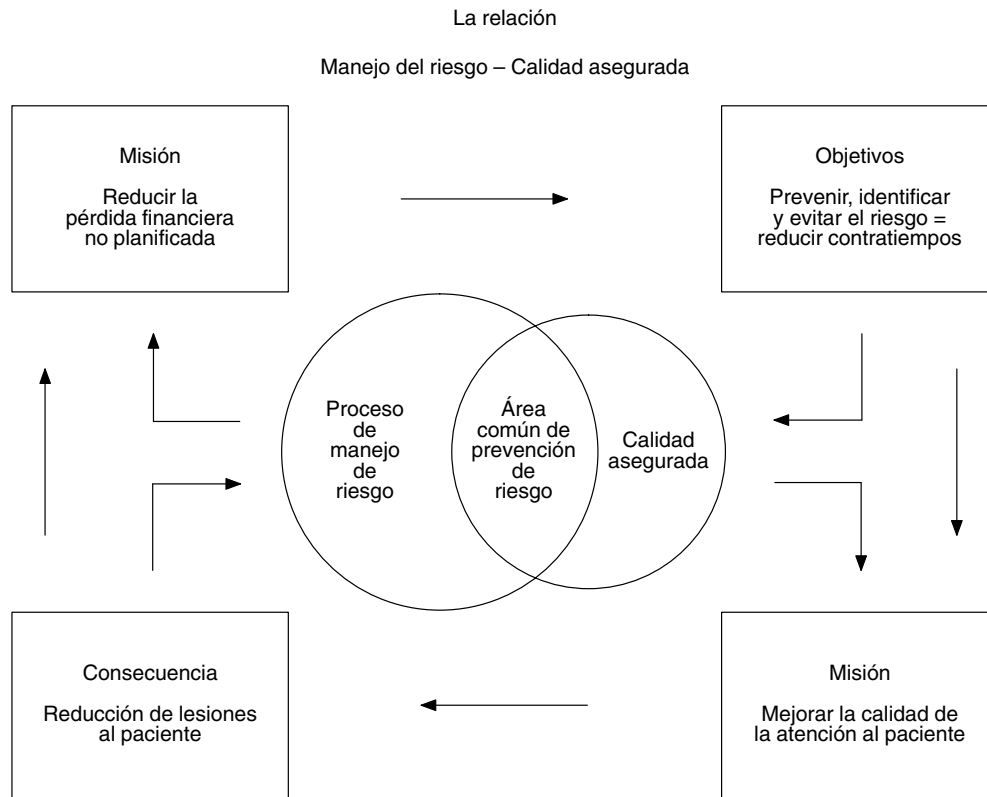 La relación
Manejo del riesgo – Calidad asegurada
Misión
Reducir la
pérdida financiera
no planificada
Objetivos
Prevenir, identificar
y evitar el riesgo =
reducir contratiempos
Proceso
de
manejo
de
riesgo
Área
común de
prevención
de
riesgo
Calidad
asegurada
Consecuencia
Reducción de lesiones
al paciente
Misión
Mejorar la calidad de
la atención al paciente